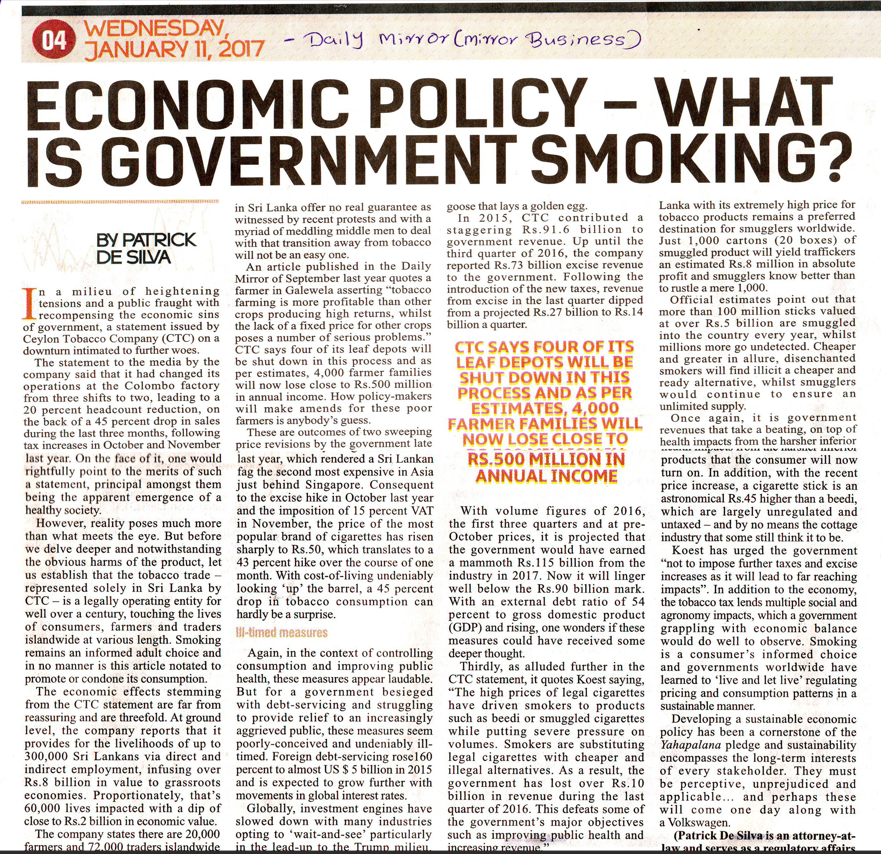 04
WEDNESDAY,
JANUARY 11, 2017
- Daily Mirror (mirror Business)
ECONOMIC POLICY – WHAT
IS GOVERNMENT SMOKING?
BY PATRICK
DE SILVA
In a milieu of heightening
tensions and a public fraught with
recompensing the economic sins
of government, a statement issued by
Ceylon Tobacco Company (CTC) on a
downturn intimated to further woes.
The statement to the media by the
company said that it had changed its
operations at the Colombo factory
from three shifts to two, leading to a
20 percent headcount reduction, on
the back of a 45 percent drop in sales
during the last three months, following
tax increases in October and November
last year. On the face of it, one would
rightfully point to the merits of such
a statement, principal amongst them
being the apparent emergence of a
healthy society.
However, reality poses much more
than what meets the eye. But before
we delve deeper and notwithstanding
the obvious harms of the product, let
us establish that the tobacco trade –
represented solely in Sri Lanka by
CTC – is a legally operating entity for
well over a century, touching the lives
of consumers, farmers and traders
islandwide at various length. Smoking
remains an informed adult choice and
in no manner is this article notated to
promote or condone its consumption.
The economic effects stemming
from the CTC statement are far from
reassuring and are threefold. At ground
level, the company reports that it
provides for the livelihoods of up to
300,000 Sri Lankans via direct and
indirect employment, infusing over
Rs.8 billion in value to grassroots
economies. Proportionately, that's
60,000 lives impacted with a dip of
close to Rs.2 billion in economic value.
The company states there are 20,000
farmers and 72,000 traders islandwide
in Sri Lanka offer no real guarantee as
witnessed by recent protests and with a
myriad of meddling middle men to deal
with that transition away from tobacco
will not be an easy one.
An article published in the Daily
Mirror of September last year quotes a
farmer in Galewela asserting "tobacco
farming is more profitable than other
crops producing high returns, whilst
the lack of a fixed price for other crops
poses a number of serious problems."
CTC says four of its leaf depots will
be shut down in this process and as
per estimates, 4,000 farmer families
will now lose close to Rs.500 million
in annual income. How policy-makers
will make amends for these poor
farmers is anybody's guess.
These are outcomes of two sweeping
price revisions by the government late
last year, which rendered a Sri Lankan
fag the second most expensive in Asia
just behind Singapore. Consequent
to the excise hike in October last year
and the imposition of 15 percent VAT
in November, the price of the most
popular brand of cigarettes has risen
sharply to Rs.50, which translates to a
43 percent hike over the course of one
month. With cost-of-living undeniably
looking 'up' the barrel, a 45 percent
drop in tobacco consumption can
hardly be a surprise.
Ill-timed measures
Again, in the context of controlling
consumption and improving public
health, these measures appear laudable.
But for a government besieged
with debt-servicing and struggling
to provide relief to an increasingly
aggrieved public, these measures seem
poorly-conceived and undeniably ill-
timed. Foreign debt-servicing rose160
percent to almost US $ 5 billion in 2015
and is expected to grow further with
movements in global interest rates.
Globally, investment engines have
slowed down with many industries
opting to 'wait-and-see' particularly
in the lead-up to the Trump milieu.
goose that lays a golden egg.
In 2015, CTC contributed a
staggering Rs.91.6 billion to
government revenue. Up until the
third quarter of 2016, the company
reported Rs.73 billion excise revenue
to the government. Following the
introduction of the new taxes, revenue
from excise in the last quarter dipped
from a projected Rs.27 billion to Rs.14
billion a quarter.
CTC SAYS FOUR OF ITS
LEAF DEPOTS WILL BE
SHUT DOWN IN THIS
PROCESS AND AS PER
ESTIMATES, 4,000
FARMER FAMILIES WILL
NOW LOSE CLOSE TO
RS.500 MILLION IN
ANNUAL INCOME
With volume figures of 2016,
the first three quarters and at pre-
October prices, it is projected that
the government would have earned
a mammoth Rs.115 billion from the
industry in 2017. Now it will linger
well below the Rs.90 billion mark.
With an external debt ratio of 54
percent to gross domestic product
(GDP) and rising, one wonders if these
measures could have received some
deeper thought.
Thirdly, as alluded further in the
CTC statement, it quotes Koest saying,
"The high prices of legal cigarettes
have driven smokers to products
such as beedi or smuggled cigarettes
while putting severe pressure on
volumes. Smokers are substituting
legal cigarettes with cheaper and
illegal alternatives. As a result, the
government has lost over Rs.10
billion in revenue during the last
quarter of 2016. This defeats some of
the government's major objectives
such as improving public health and
increasing revenue."
Lanka with its extremely high price for
tobacco products remains a preferred
destination for smugglers worldwide.
Just 1,000 cartons (20 boxes) of
smuggled product will yield traffickers
an estimated Rs.8 million in absolute
profit and smugglers know better than
to rustle a mere 1,000.
Official estimates point out that
more than 100 million sticks valued
at over Rs.5 billion are smuggled
into the country every year, whilst
millions more go undetected. Cheaper
and greater in allure, disenchanted
smokers will find illicit a cheaper and
ready alternative, whilst smugglers
would continue to ensure an
unlimited supply.
Once again, it is government
revenues that take a beating, on top of
health impacts from the harsher inferior
products that the consumer will now
turn on. In addition, with the recent
price increase, a cigarette stick is an
astronomical Rs.45 higher than a beedi,
which are largely unregulated and
untaxed – and by no means the cottage
industry that some still think it to be.
Koest has urged the government
"not to impose further taxes and excise
increases as it will lead to far reaching
impacts". In addition to the economy,
the tobacco tax lends multiple social and
agronomy impacts, which a government
grappling with economic balance
would do well to observe. Smoking
is a consumer's informed choice
and governments worldwide have
learned to 'live and let live' regulating
pricing and consumption patterns in a
sustainable manner.
Developing a sustainable economic
policy has been a cornerstone of the
Yahapalana pledge and sustainability
encompasses the long-term interests
of every stakeholder. They must
be perceptive, unprejudiced and
applicable... and perhaps these
will come one day along with
a Volkswagen.
(Patrick De Silva is an attorney-at-
law and serves as a regulatory affairs